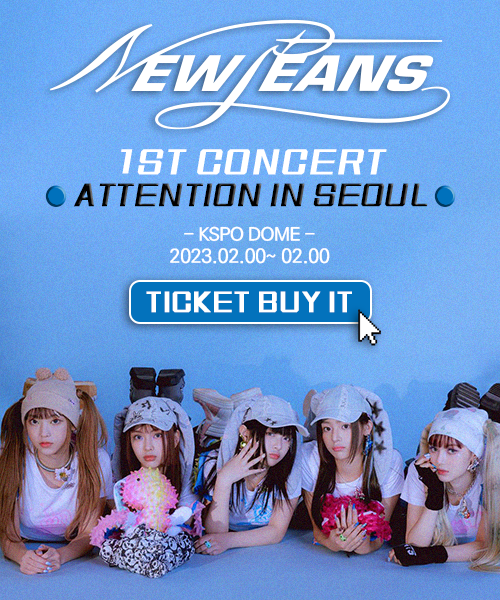 NEWJEANS
1ST CONCERT
ATTENTION IN SEOUL
– KSPO DOME –
2023.02.00~ 02.00
TICKET BUY IT